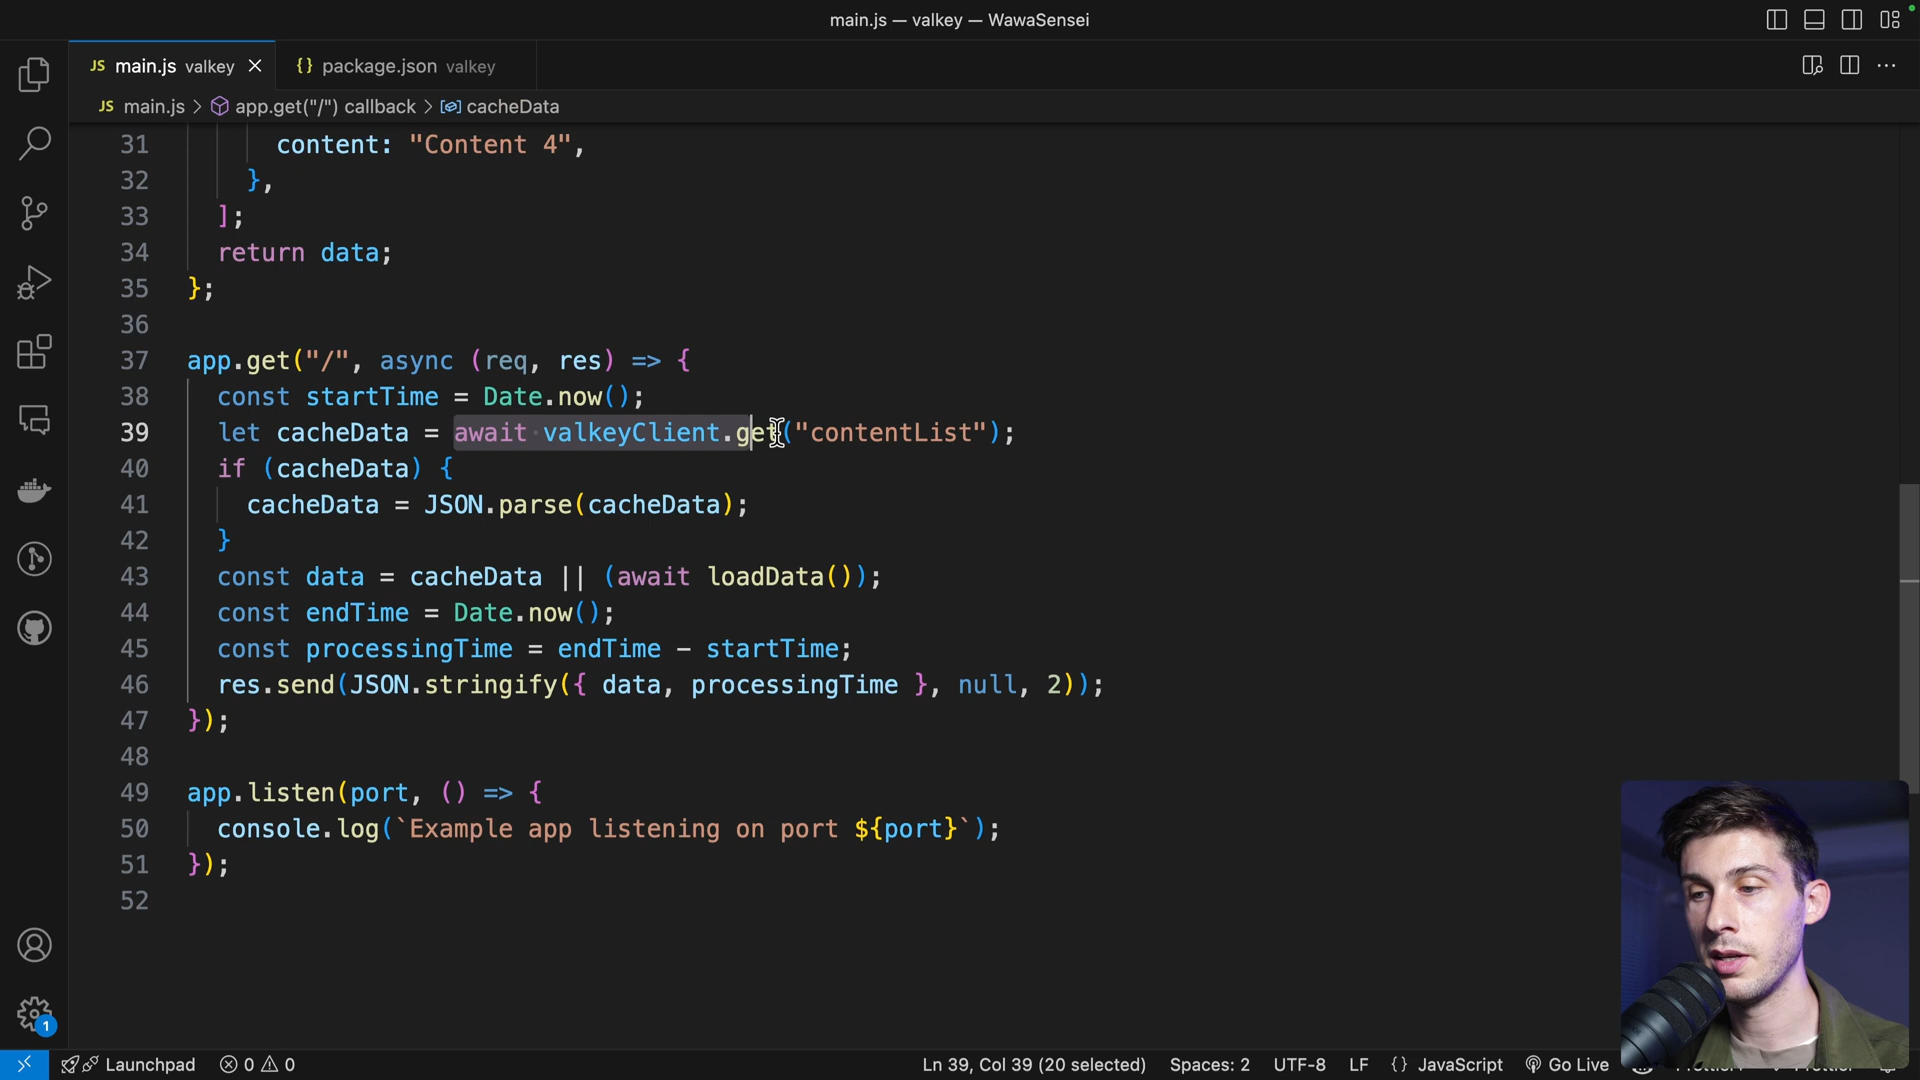 main.js — valkey — WawaSensei
JS main.js valkey
{} package.json valkey
JS main.js > app.get("/") callback > cacheData
31 content: "Content 4",
32 },
33 ];
34 return data;
35 };
36
37 app.get("/", async (req, res) => {
38 const startTime = Date.now();
39 let cacheData = await valkeyClient.get("contentList");
40 if (cacheData) {
41 cacheData = JSON.parse(cacheData);
42 }
43 const data = cacheData || (await loadData());
44 const endTime = Date.now();
45 const processingTime = endTime - startTime;
46 res.send(JSON.stringify({ data, processingTime }, null, 2));
47 });
48
49 app.listen(port, () => {
50 console.log(`Example app listening on port ${port}`);
51 });
52
1
Launchpad 0 0 Ln 39, Col 39 (20 selected) Spaces: 2 UTF-8 LF {} JavaScript Go Live